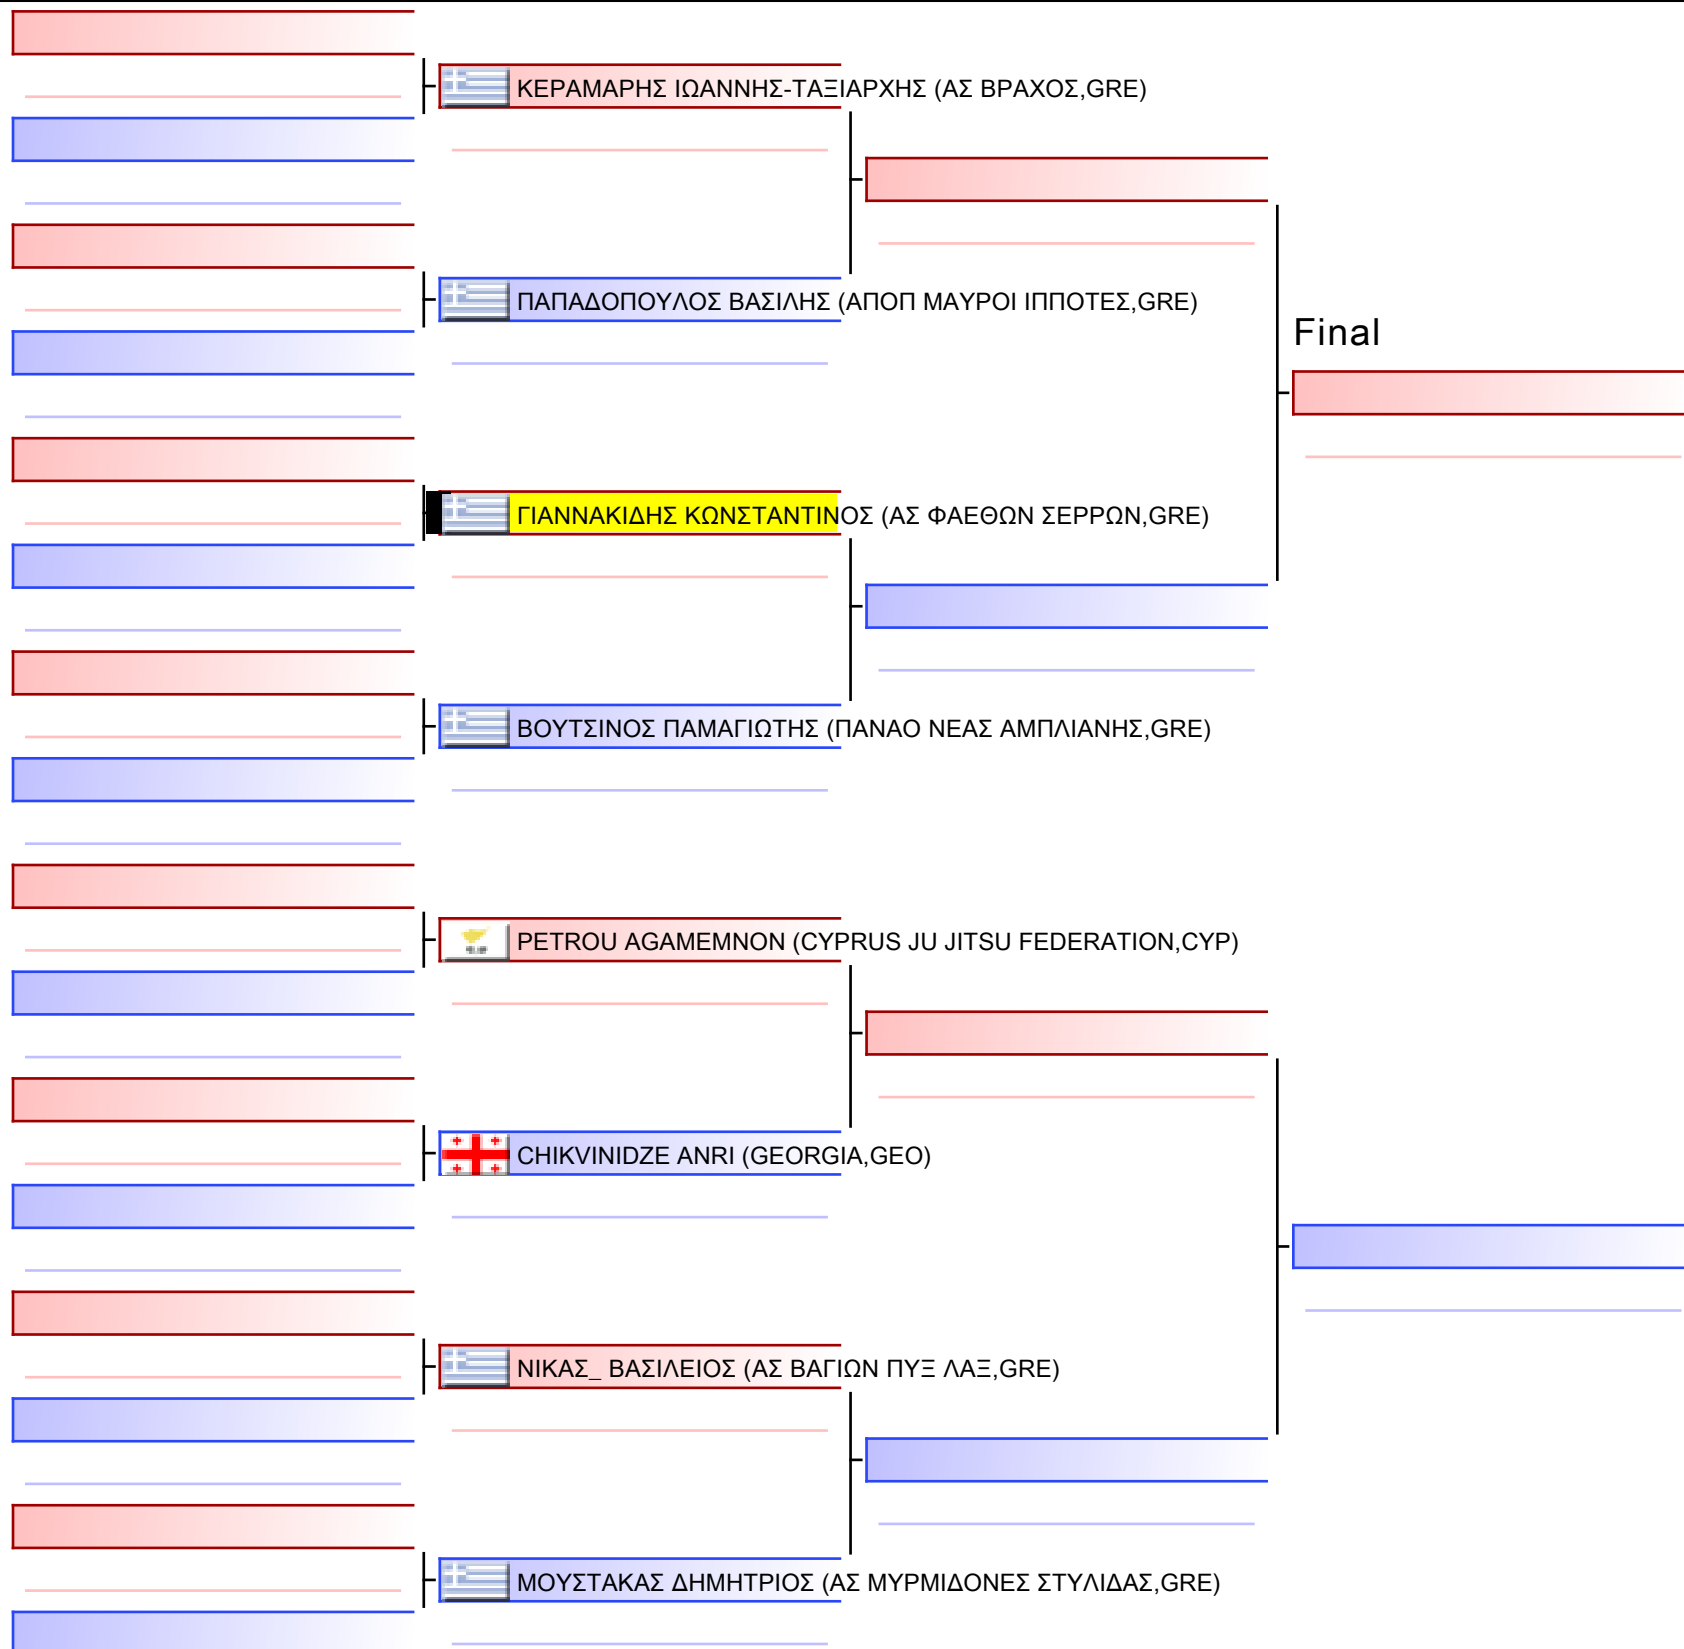 ΚΕΡΑΜΑΡΗΣ ΙΩΑΝΝΗΣ-ΤΑΞΙΑΡΧΗΣ (ΑΣ ΒΡΑΧΟΣ,GRE)
ΠΑΠΑΔΟΠΟΥΛΟΣ ΒΑΣΙΛΗΣ (ΑΠΟΠ ΜΑΥΡΟΙ ΙΠΠΟΤΕΣ,GRE)
Final
ΓΙΑΝΝΑΚΙΔΗΣ ΚΩΝΣΤΑΝΤΙΝΟΣ (ΑΣ ΦΑΕΘΩΝ ΣΕΡΡΩΝ,GRE)
ΒΟΥΤΣΙΝΟΣ ΠΑΜΑΓΙΩΤΗΣ (ΠΑΝΑΟ ΝΕΑΣ ΑΜΠΛΙΑΝΗΣ,GRE)
PETROU AGAMEMNON (CYPRUS JU JITSU FEDERATION,CYP)
CHIKVINIDZE ANRI (GEORGIA,GEO)
ΝΙΚΑΣ_ ΒΑΣΙΛΕΙΟΣ (ΑΣ ΒΑΓΙΩΝ ΠΥΞ ΛΑΞ,GRE)
ΜΟΥΣΤΑΚΑΣ ΔΗΜΗΤΡΙΟΣ (ΑΣ ΜΥΡΜΙΔΟΝΕΣ ΣΤΥΛΙΔΑΣ,GRE)